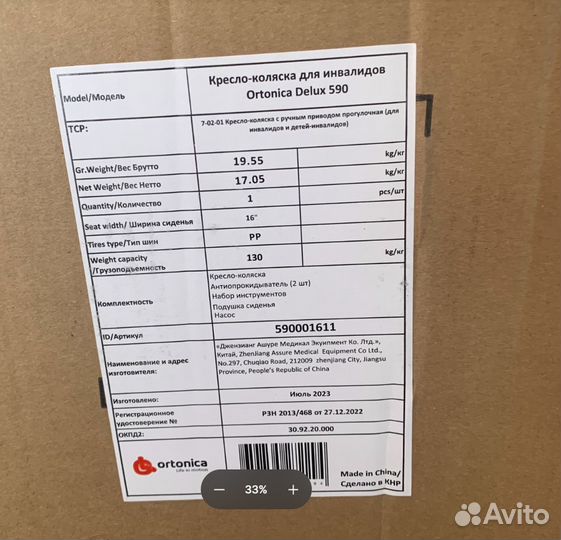 Model/Модель
Кресло-коляска для инвалидов
Ortonica Delux 590
ТСР:
7-02-01 Кресло-коляска с ручным приводом прогулочная (для
инвалидов и детей-инвалидов)
Gr.Weight/Вес Брутто 19.55 kg/кг
Net Weight/Вес Нетто 17.05 kg/кг
Quantity/Количество 1 pcs/шт
Seat width/ Ширина сиденья 16"
Tires type/Тип шин PP
Weight capacity
/Грузоподъемность 130 kg/кг
Комплектность
Кресло-коляска
Антиопрокидыватель (2 шт)
Набор инструментов
Подушка сиденья
Насос
ID/Артикул 590001611
Наименование и адрес
изготовителя:
«Джензианг Ашуре Медикал Экуипмент Ко. Лтд.»,
Китай, ZhenJiang Assure Medical Equipment Co Ltd.,
No.297, Chuqiao Road, 212009 zhenjiang City, Jiangsu
Province, People's Republic of China
Изготовлено: Июль 2023
Регистрационное
удостоверение № РЗН 2013/468 от 27.12.2022
ОКПД2: 30.92.20.000
ortonica
Life in motion
Made in China/
Сделано в КНР
− 33% +
Avito